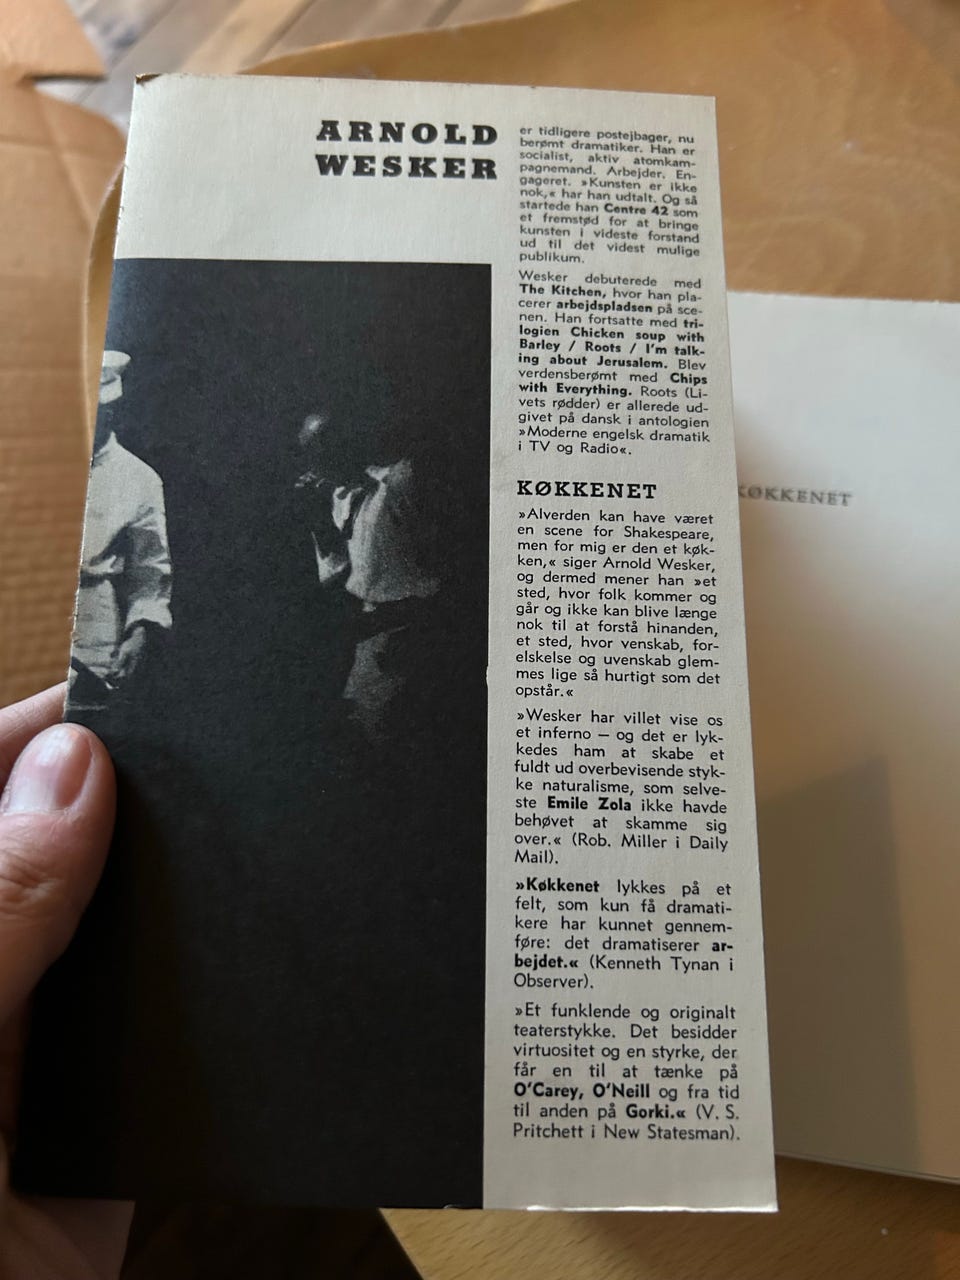 ARNOLD
WESKER
er tidligere postejbager, nu
berømt dramatiker. Han er
socialist, aktiv atomkam-
pagnemand. Arbejder. En-
gageret. »Kunsten er ikke
nok,« har han udtalt. Og så
startede han Centre 42 som
et fremstød for at bringe
kunsten i videste forstand
ud til det videst mulige
publikum.
Wesker debuterede med
The Kitchen, hvor han pla-
cerer arbejdspladsen på sce-
nen. Han fortsatte med tri-
logien Chicken soup with
Barley / Roots / I'm talk-
ing about Jerusalem. Blev
verdensberømt med Chips
with Everything. Roots (Li-
vets rødder) er allerede ud-
givet på dansk i antologien
»Moderne engelsk dramatik
i TV og Radio«.
KØKKENET
»Alverden kan have været
en scene for Shakespeare,
men for mig er den et køk-
ken,« siger Arnold Wesker,
og dermed mener han »et
sted, hvor folk kommer og
går og ikke kan blive længe
nok til at forstå hinanden,
et sted, hvor venskab, for-
elskelse og uvenskab glem-
mes lige så hurtigt som det
opstår.«
»Wesker har villet vise os
et inferno — og det er lyk-
kedes ham at skabe et
fuldt ud overbevisende styk-
ke naturalisme, som selve-
ste Emile Zola ikke havde
behøvet at skamme sig
over.« (Rob. Miller i Daily
Mail).
»Køkkenet lykkes på et
felt, som kun få dramati-
kere har kunnet gennem-
føre: det dramatiserer ar-
bejdet.« (Kenneth Tynan i
Observer).
»Et funklende og originalt
teaterstykke. Det besidder
virtuositet og en styrke, der
får en til at tænke på
O'Carey, O'Neill og fra tid
til anden på Gorki.« (V. S.
Pritchett i New Statesman).
KØKKENET